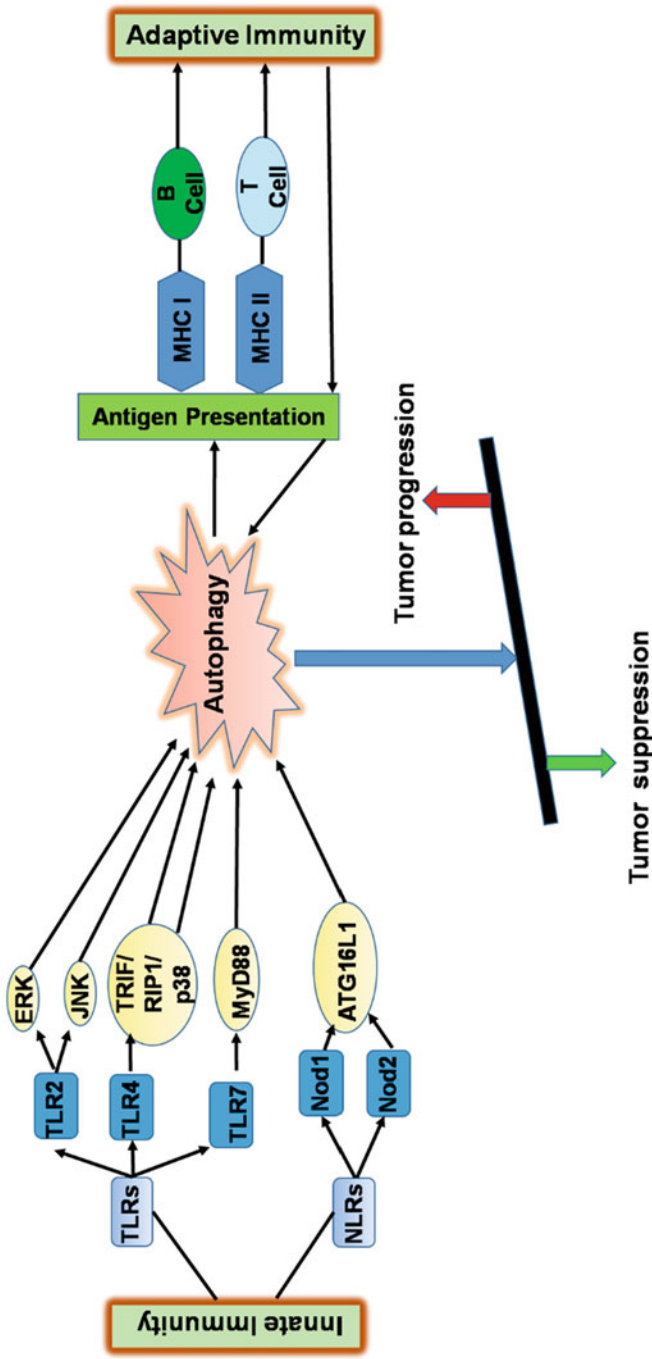 Innate Immunity
TLRs
NLRs
TLR2
TLR4
TLR7
Nod1
Nod2
ERK
JNK
TRIF/
RIP1/
p38
MyD88
ATG16L1
Autophagy
Antigen Presentation
MHC I
MHC II
B
Cell
T
Cell
Adaptive Immunity
Tumor progression
Tumor suppression